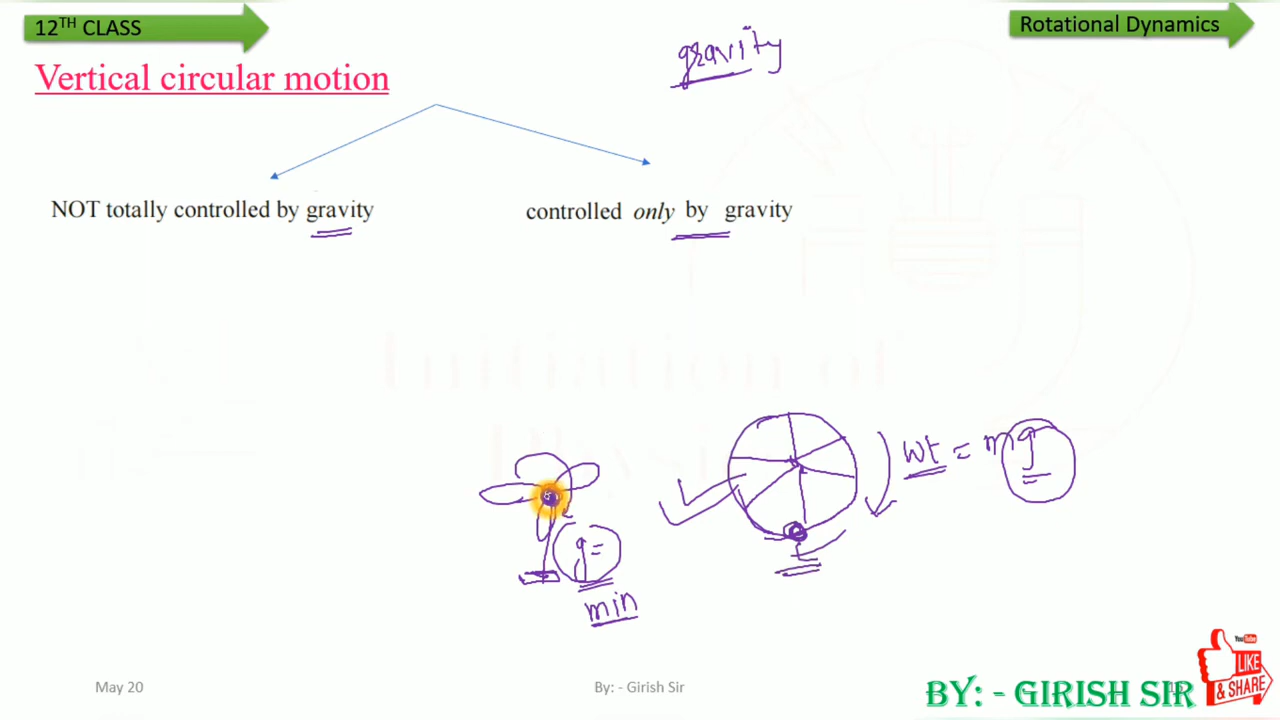 12TH CLASS
Rotational Dynamics
gravity
Vertical circular motion
NOT totally controlled by gravity
controlled only by gravity
wt = mg
g =
min
May 20
By: - Girish Sir
BY: - GIRISH SIR
YouTube
LIKE
& SHARE